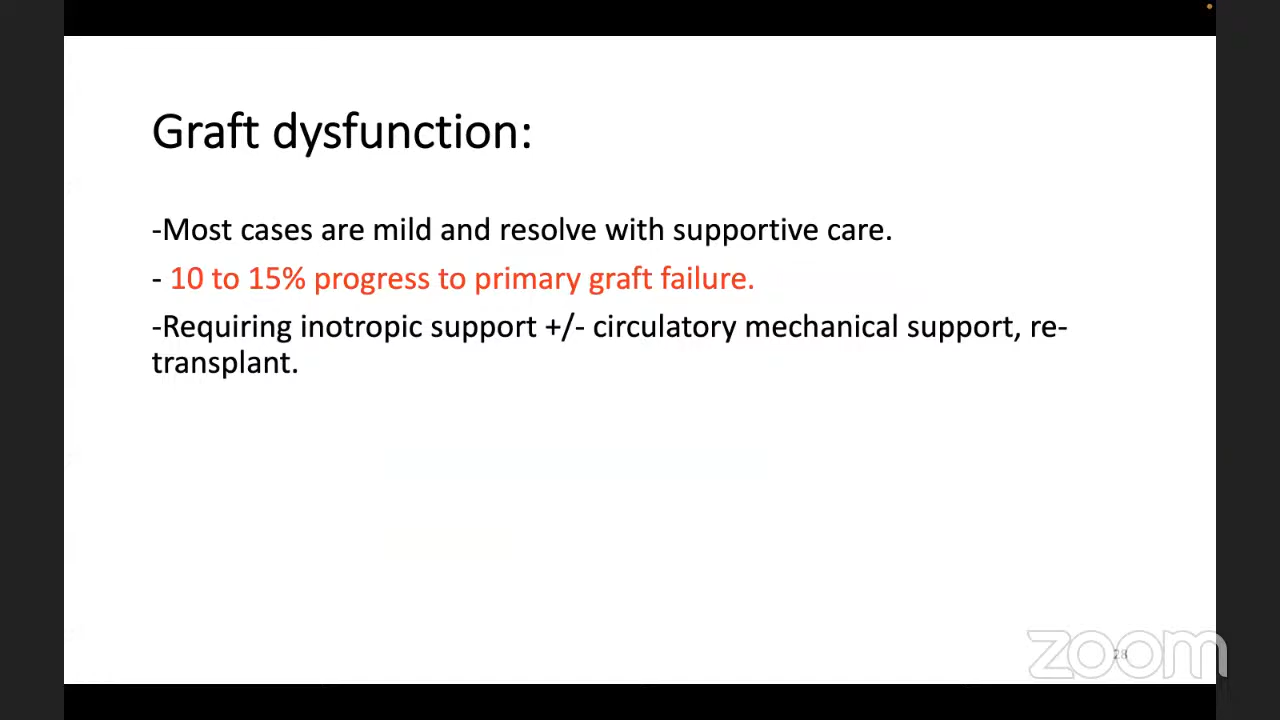 Graft dysfunction:
-Most cases are mild and resolve with supportive care.
- 10 to 15% progress to primary graft failure.
-Requiring inotropic support +/- circulatory mechanical support, re-
transplant.
28
zoom